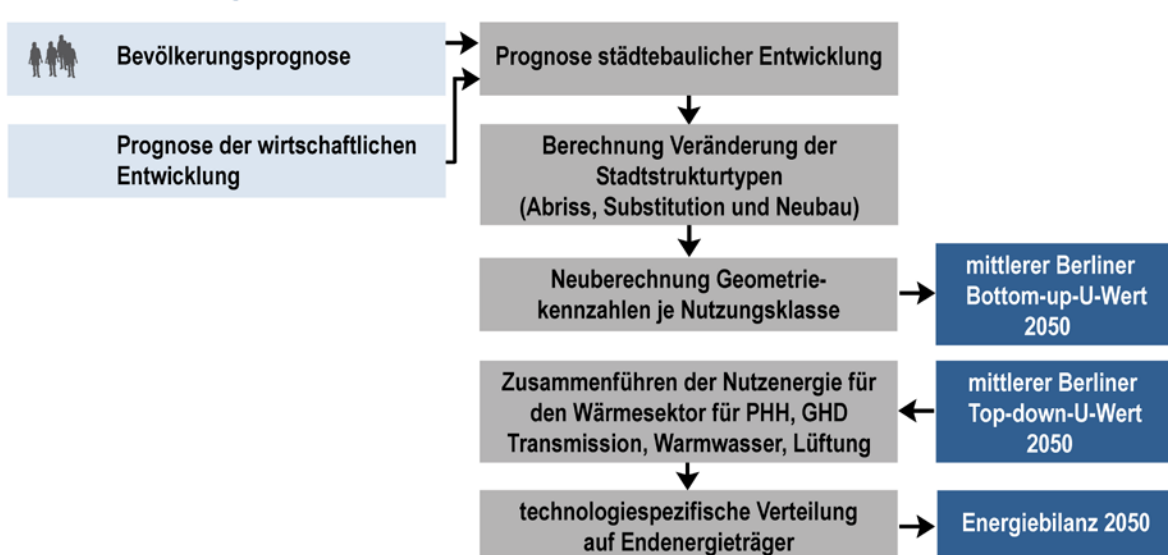 Bevölkerungsprognose
Prognose der wirtschaftlichen
Entwicklung
Prognose städtebaulicher Entwicklung
Berechnung Veränderung der
Stadtstrukturtypen
(Abriss, Substitution und Neubau)
Neuberechnung Geometrie-
kennzahlen je Nutzungsklasse
mittlerer Berliner
Bottom-up-U-Wert
2050
Zusammenführen der Nutzenergie für
den Wärmesektor für PHH, GHD
Transmission, Warmwasser, Lüftung
mittlerer Berliner
Top-down-U-Wert
2050
technologiespezifische Verteilung
auf Endenergieträger
Energiebilanz 2050